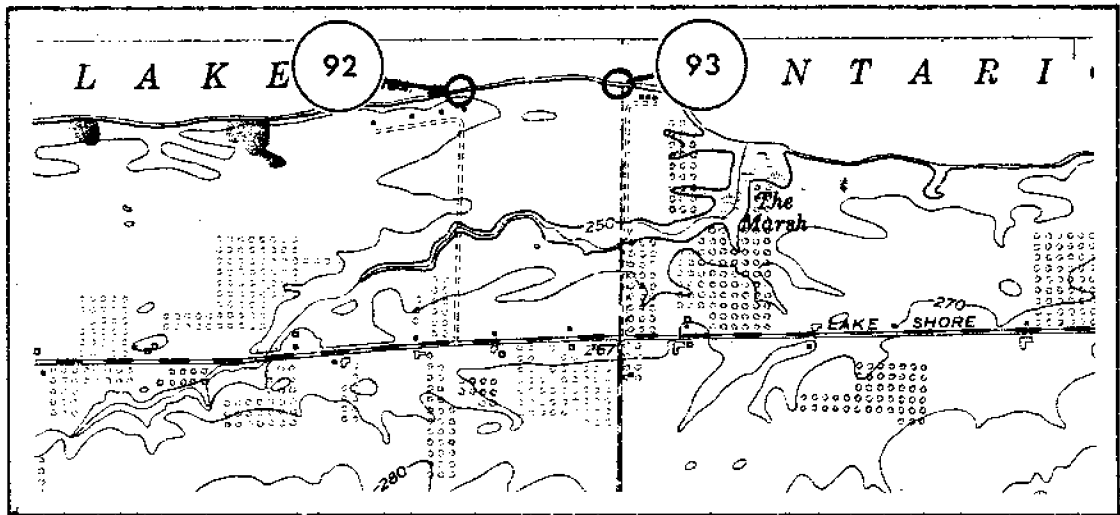 L A K E
92
93
N T A R I
The
Marsh
250
270
LAKE SHORE
267
280